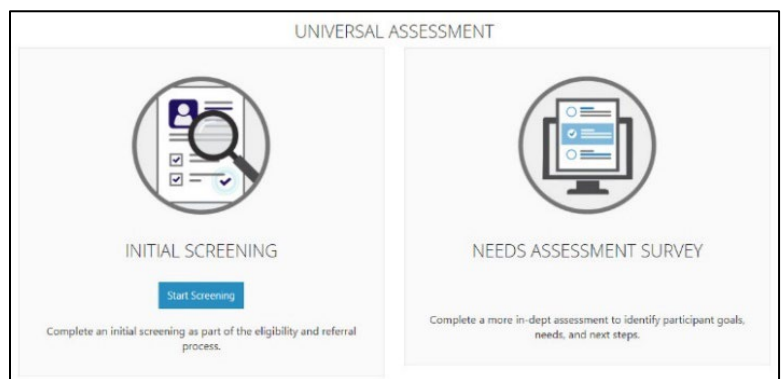 UNIVERSAL ASSESSMENT
INITIAL SCREENING
Start Screening
Complete an initial screening as part of the eligibility and referral
process.
NEEDS ASSESSMENT SURVEY
Complete a more in-dept assessment to identify participant goals,
needs, and next steps.